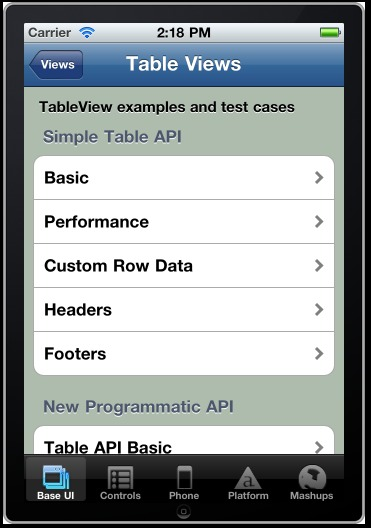 Carrier 2:18 PM
Views Table Views
TableView examples and test cases
Simple Table API
Basic
Performance
Custom Row Data
Headers
Footers
New Programmatic API
Table API Basic
Base UI Controls Phone Platform Mashups